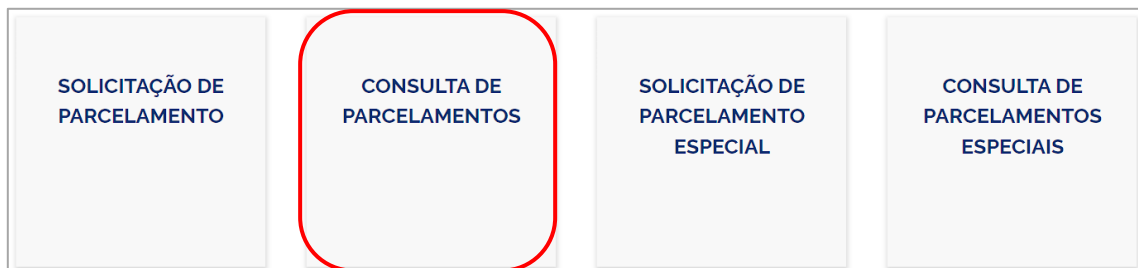 SOLICITAÇÃO DE
PARCELAMENTO
CONSULTA DE
PARCELAMENTOS
SOLICITAÇÃO DE
PARCELAMENTO
ESPECIAL
CONSULTA DE
PARCELAMENTOS
ESPECIAIS